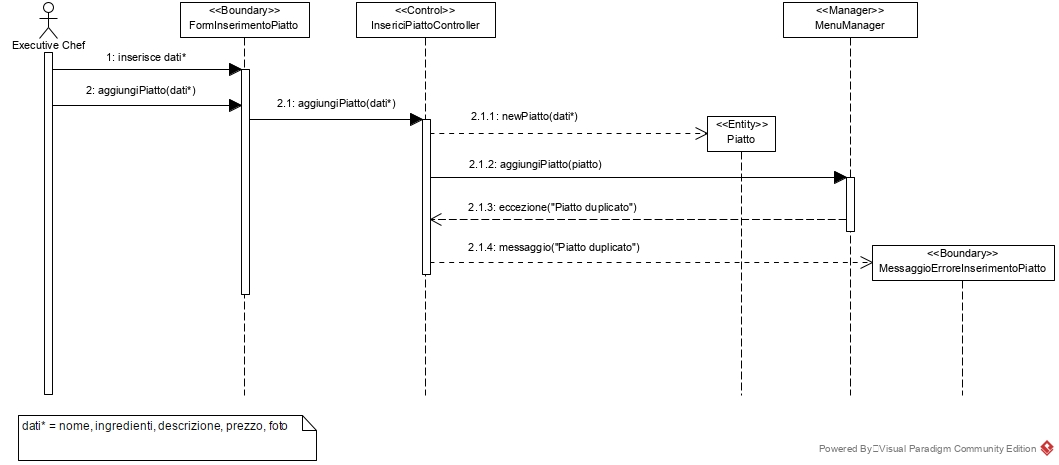 <<Boundary>>
FormInserimentoPiatto
<<Control>>
InsericiPiattoController
<<Manager>>
MenuManager
Executive Chef
1: inserisce dati*
2: aggiungiPiatto(dati*)
2.1: aggiungiPiatto(dati*)
2.1.1: newPiatto(dati*)
<<Entity>>
Piatto
2.1.2: aggiungiPiatto(piatto)
2.1.3: eccezione("Piatto duplicato")
2.1.4: messaggio("Piatto duplicato")
<<Boundary>>
MessaggioErroreInserimentoPiatto
dati* = nome, ingredienti, descrizione, prezzo, foto
Powered By Visual Paradigm Community Edition